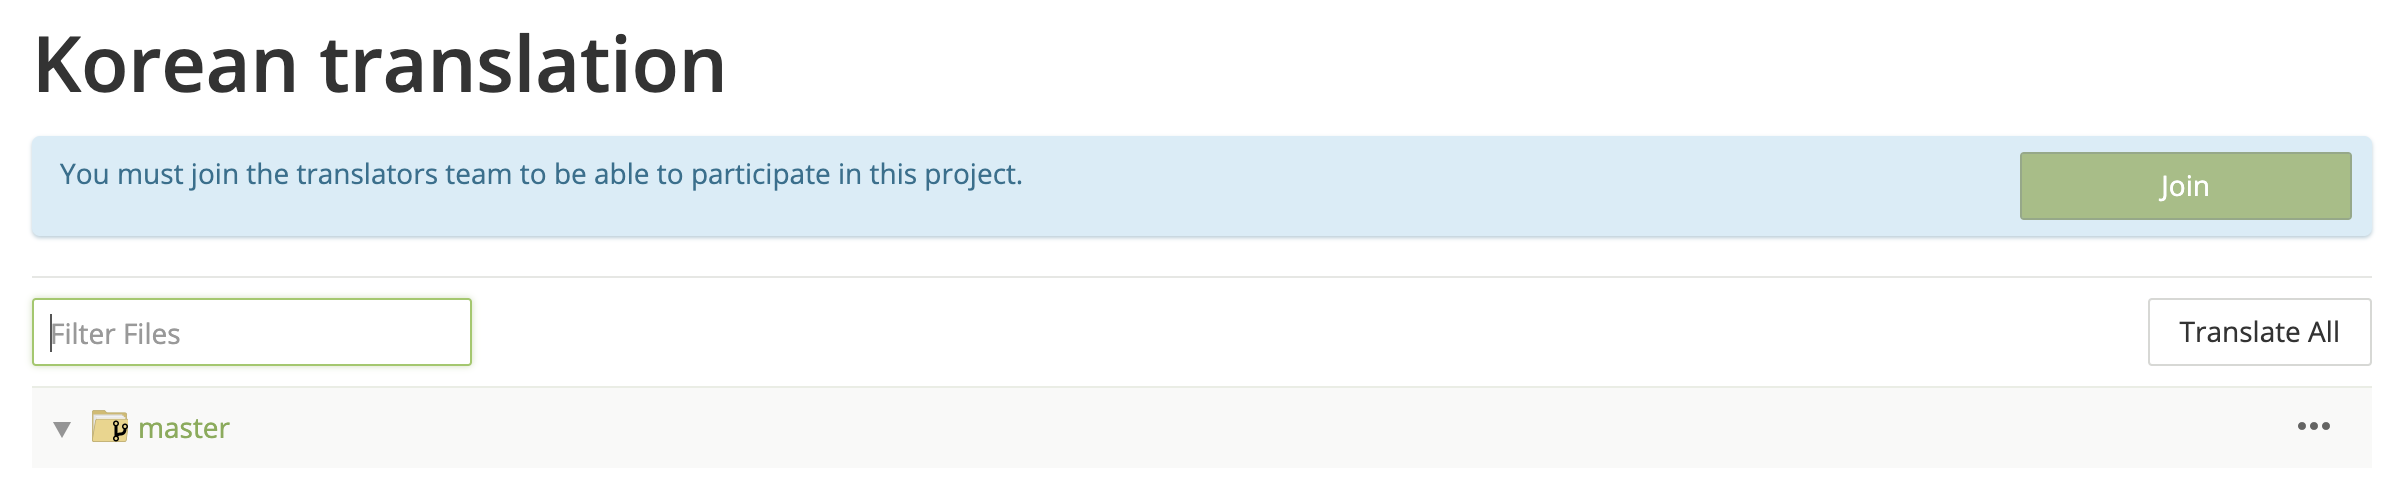 Korean translation
You must join the translators team to be able to participate in this project.
Join
Filter Files
Translate All
master